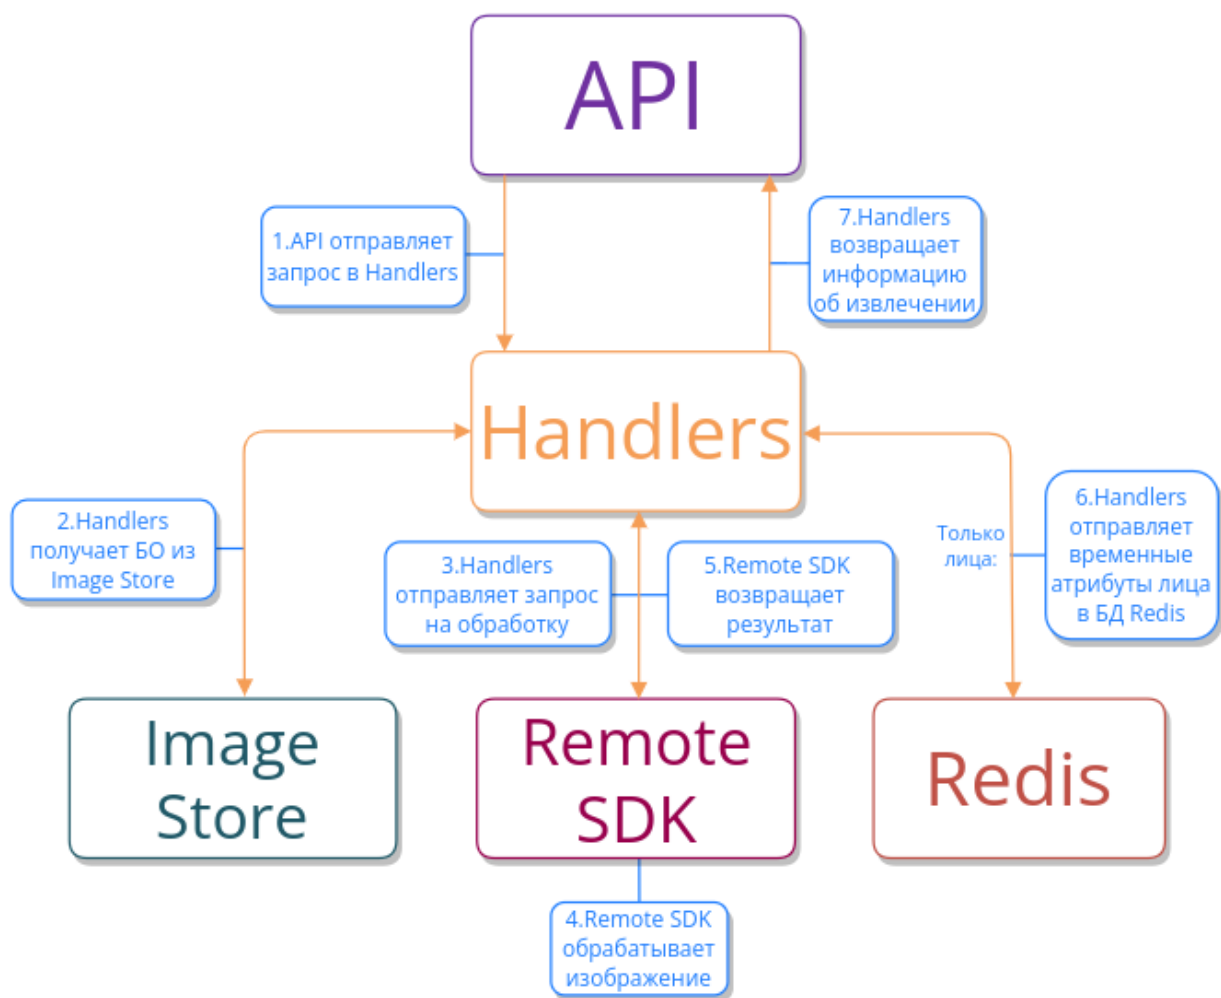 API
1.API отправляет
запрос в Handlers
7.Handlers
возвращает
информацию
об извлечении
Handlers
2.Handlers
получает БО из
Image Store
3.Handlers
отправляет запрос
на обработку
5.Remote SDK
возвращает
результат
Только
лица:
6.Handlers
отправляет
временные
атрибуты лица
в БД Redis
Image
Store
Remote
SDK
Redis
4.Remote SDK
обрабатывает
изображение